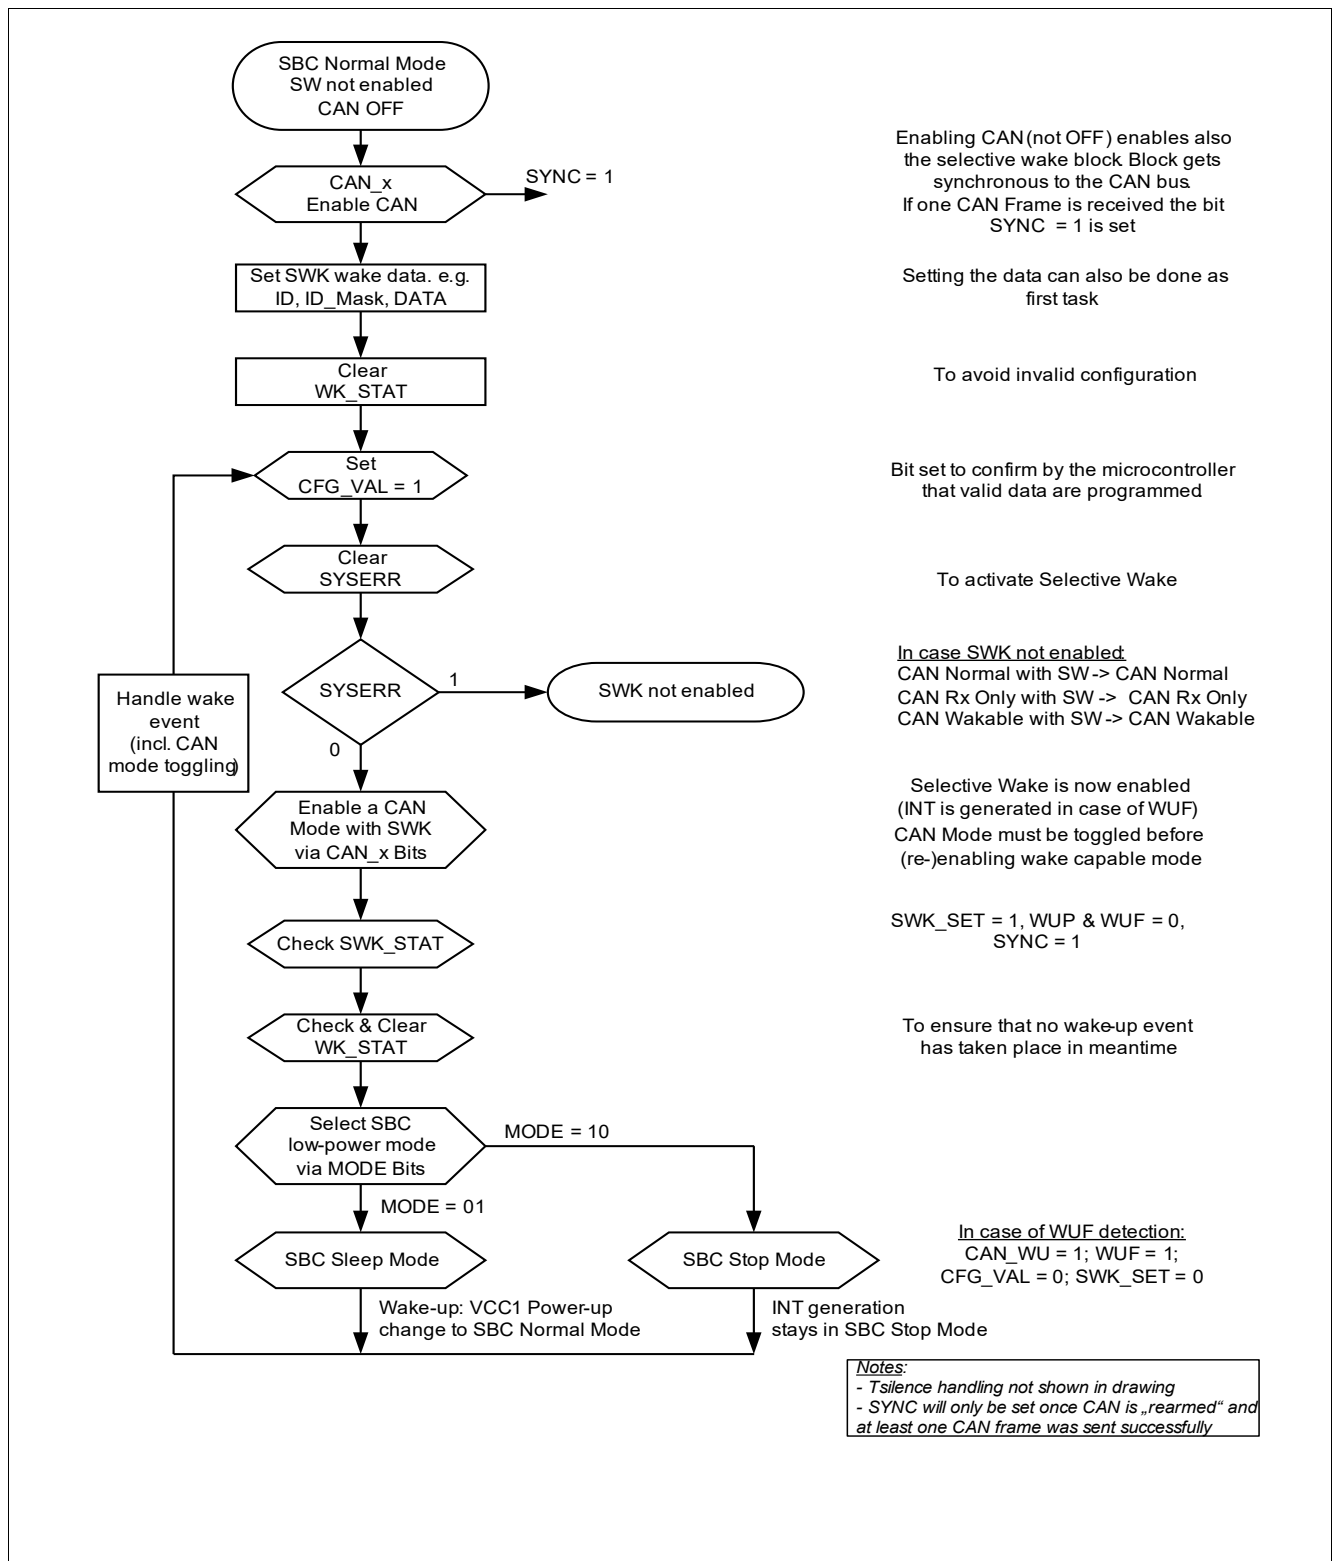 SBC Normal Mode
SW not enabled
CAN OFF
CAN_x
Enable CAN
SYNC = 1
Enabling CAN (not OFF) enables also
the selective wake block. Block gets
synchronous to the CAN bus.
If one CAN Frame is received the bit
SYNC = 1 is set
Set SWK wake data. e.g.
ID, ID_Mask, DATA
Setting the data can also be done as
first task
Clear
WK_STAT
To avoid invalid configuration
Set
CFG_VAL = 1
Bit set to confirm by the microcontroller
that valid data are programmed.
Clear
SYSERR
To activate Selective Wake
SYSERR
1
0
SWK not enabled
In case SWK not enabled:
CAN Normal with SW -> CAN Normal
CAN Rx Only with SW -> CAN Rx Only
CAN Wakable with SW -> CAN Wakable
Handle wake
event
(incl. CAN
mode toggling)
Enable a CAN
Mode with SWK
via CAN_x Bits
Selective Wake is now enabled
(INT is generated in case of WUF)
CAN Mode must be toggled before
(re-)enabling wake capable mode
Check SWK_STAT
SWK_SET = 1, WUP & WUF = 0,
SYNC = 1
Check & Clear
WK_STAT
To ensure that no wake-up event
has taken place in meantime
Select SBC
low-power mode
via MODE Bits
MODE = 10
MODE = 01
SBC Sleep Mode
SBC Stop Mode
In case of WUF detection:
CAN_WU = 1; WUF = 1;
CFG_VAL = 0; SWK_SET = 0
Wake-up: VCC1 Power-up
change to SBC Normal Mode
INT generation
stays in SBC Stop Mode
Notes:
- Tsilence handling not shown in drawing
- SYNC will only be set once CAN is „rearmed“ and
at least one CAN frame was sent successfully